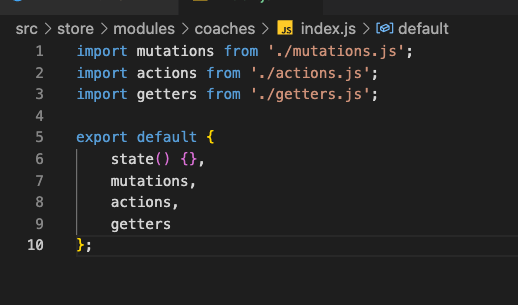 src > store > modules > coaches > JS index.js > default
1 import mutations from './mutations.js';
2 import actions from './actions.js';
3 import getters from './getters.js';
4
5 export default {
6 state() {},
7 mutations,
8 actions,
9 getters
10 };